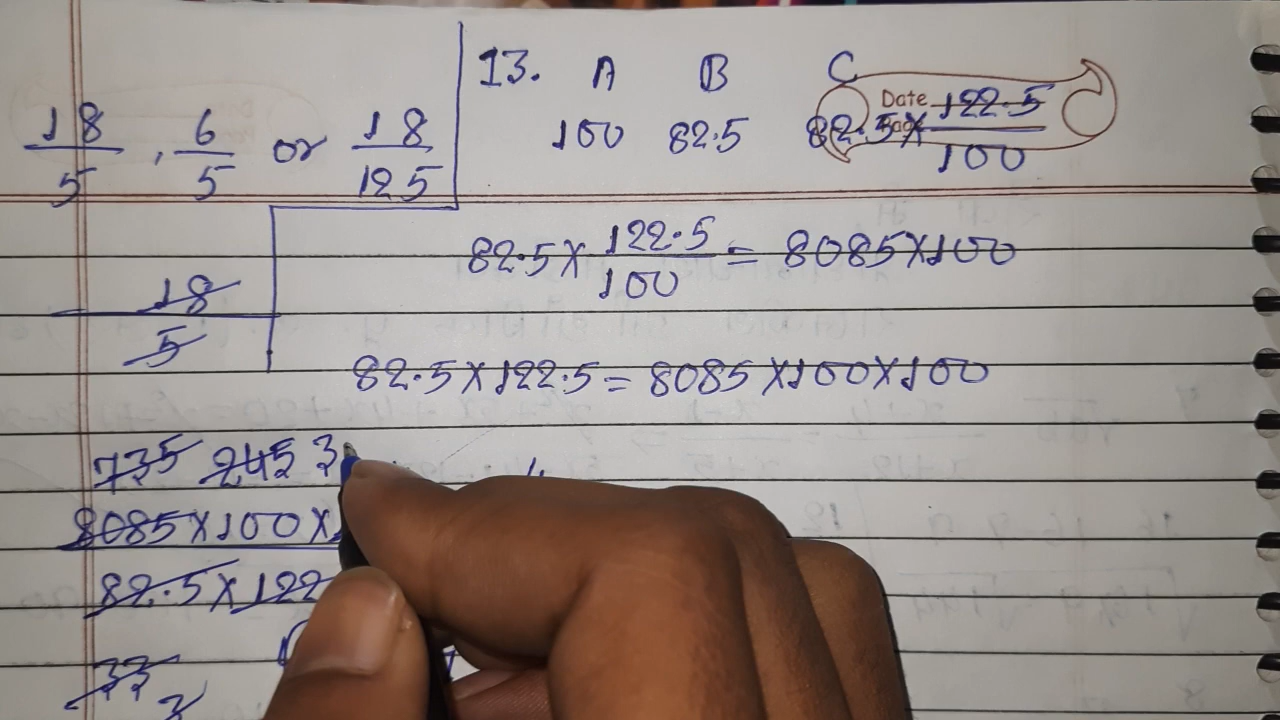 18/5 , 6/5 or 18/125
18/5
13. A B C
Date
100 82.5 82.5× 122.5/100
82.5× 122.5/100 = 8085×100
82.5×122.5= 8085×100×100
735 245 3
8085×100×
82.5×122
33